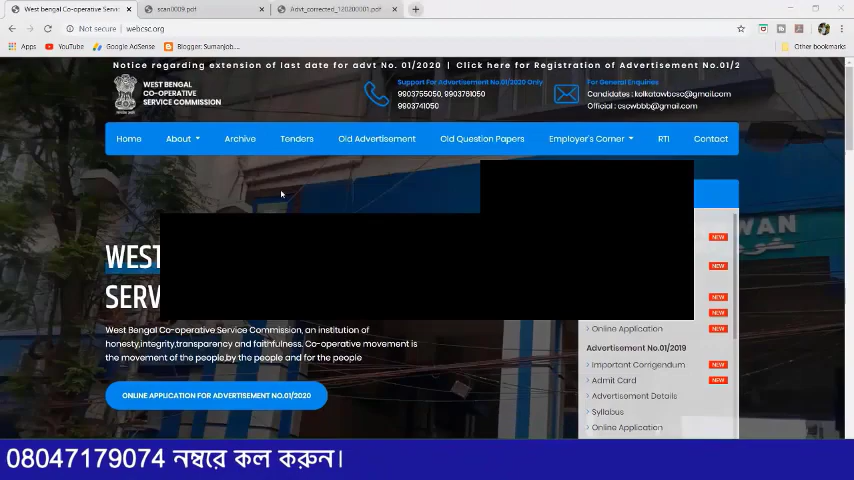 West bengal Co-operative Servic
scan0009.pdf
Advt_corrected_180200001.pdf
Not secure | webcsc.org
Apps
YouTube
Google AdSense
Blogger: Sumanjob....
Other bookmarks
Notice regarding extension of last date for advt No. 01/2020 | Click here for Registration of Advertisement No.01/2
WEST BENGAL
CO-OPERATIVE
SERVICE COMMISSION
Support For Advertisement No.01/2020 Only
9903755050, 9903761050
9903741050
For General Enquiries
Candidates : kolkatawbcsc@gmail.com
Official : cscwbbb@gmail.com
Home
About
Archive
Tenders
Old Advertisement
Old Question Papers
Employer's Corner
RTI
Contact
NEW
NEW
NEW
NEW
Online Application NEW
WEST
SERV
West Bengal Co-operative Service Commission, an institution of
honesty,integrity,transparency and faithfulness. Co-operative movement is
the movement of the people,by the people and for the people
ONLINE APPLICATION FOR ADVERTISEMENT NO.01/2020
Advertisement No.01/2019
Important Corrigendum NEW
Admit Card NEW
Advertisement Details
Syllabus
Online Application
08047179074 নম্বরে কল করুন।